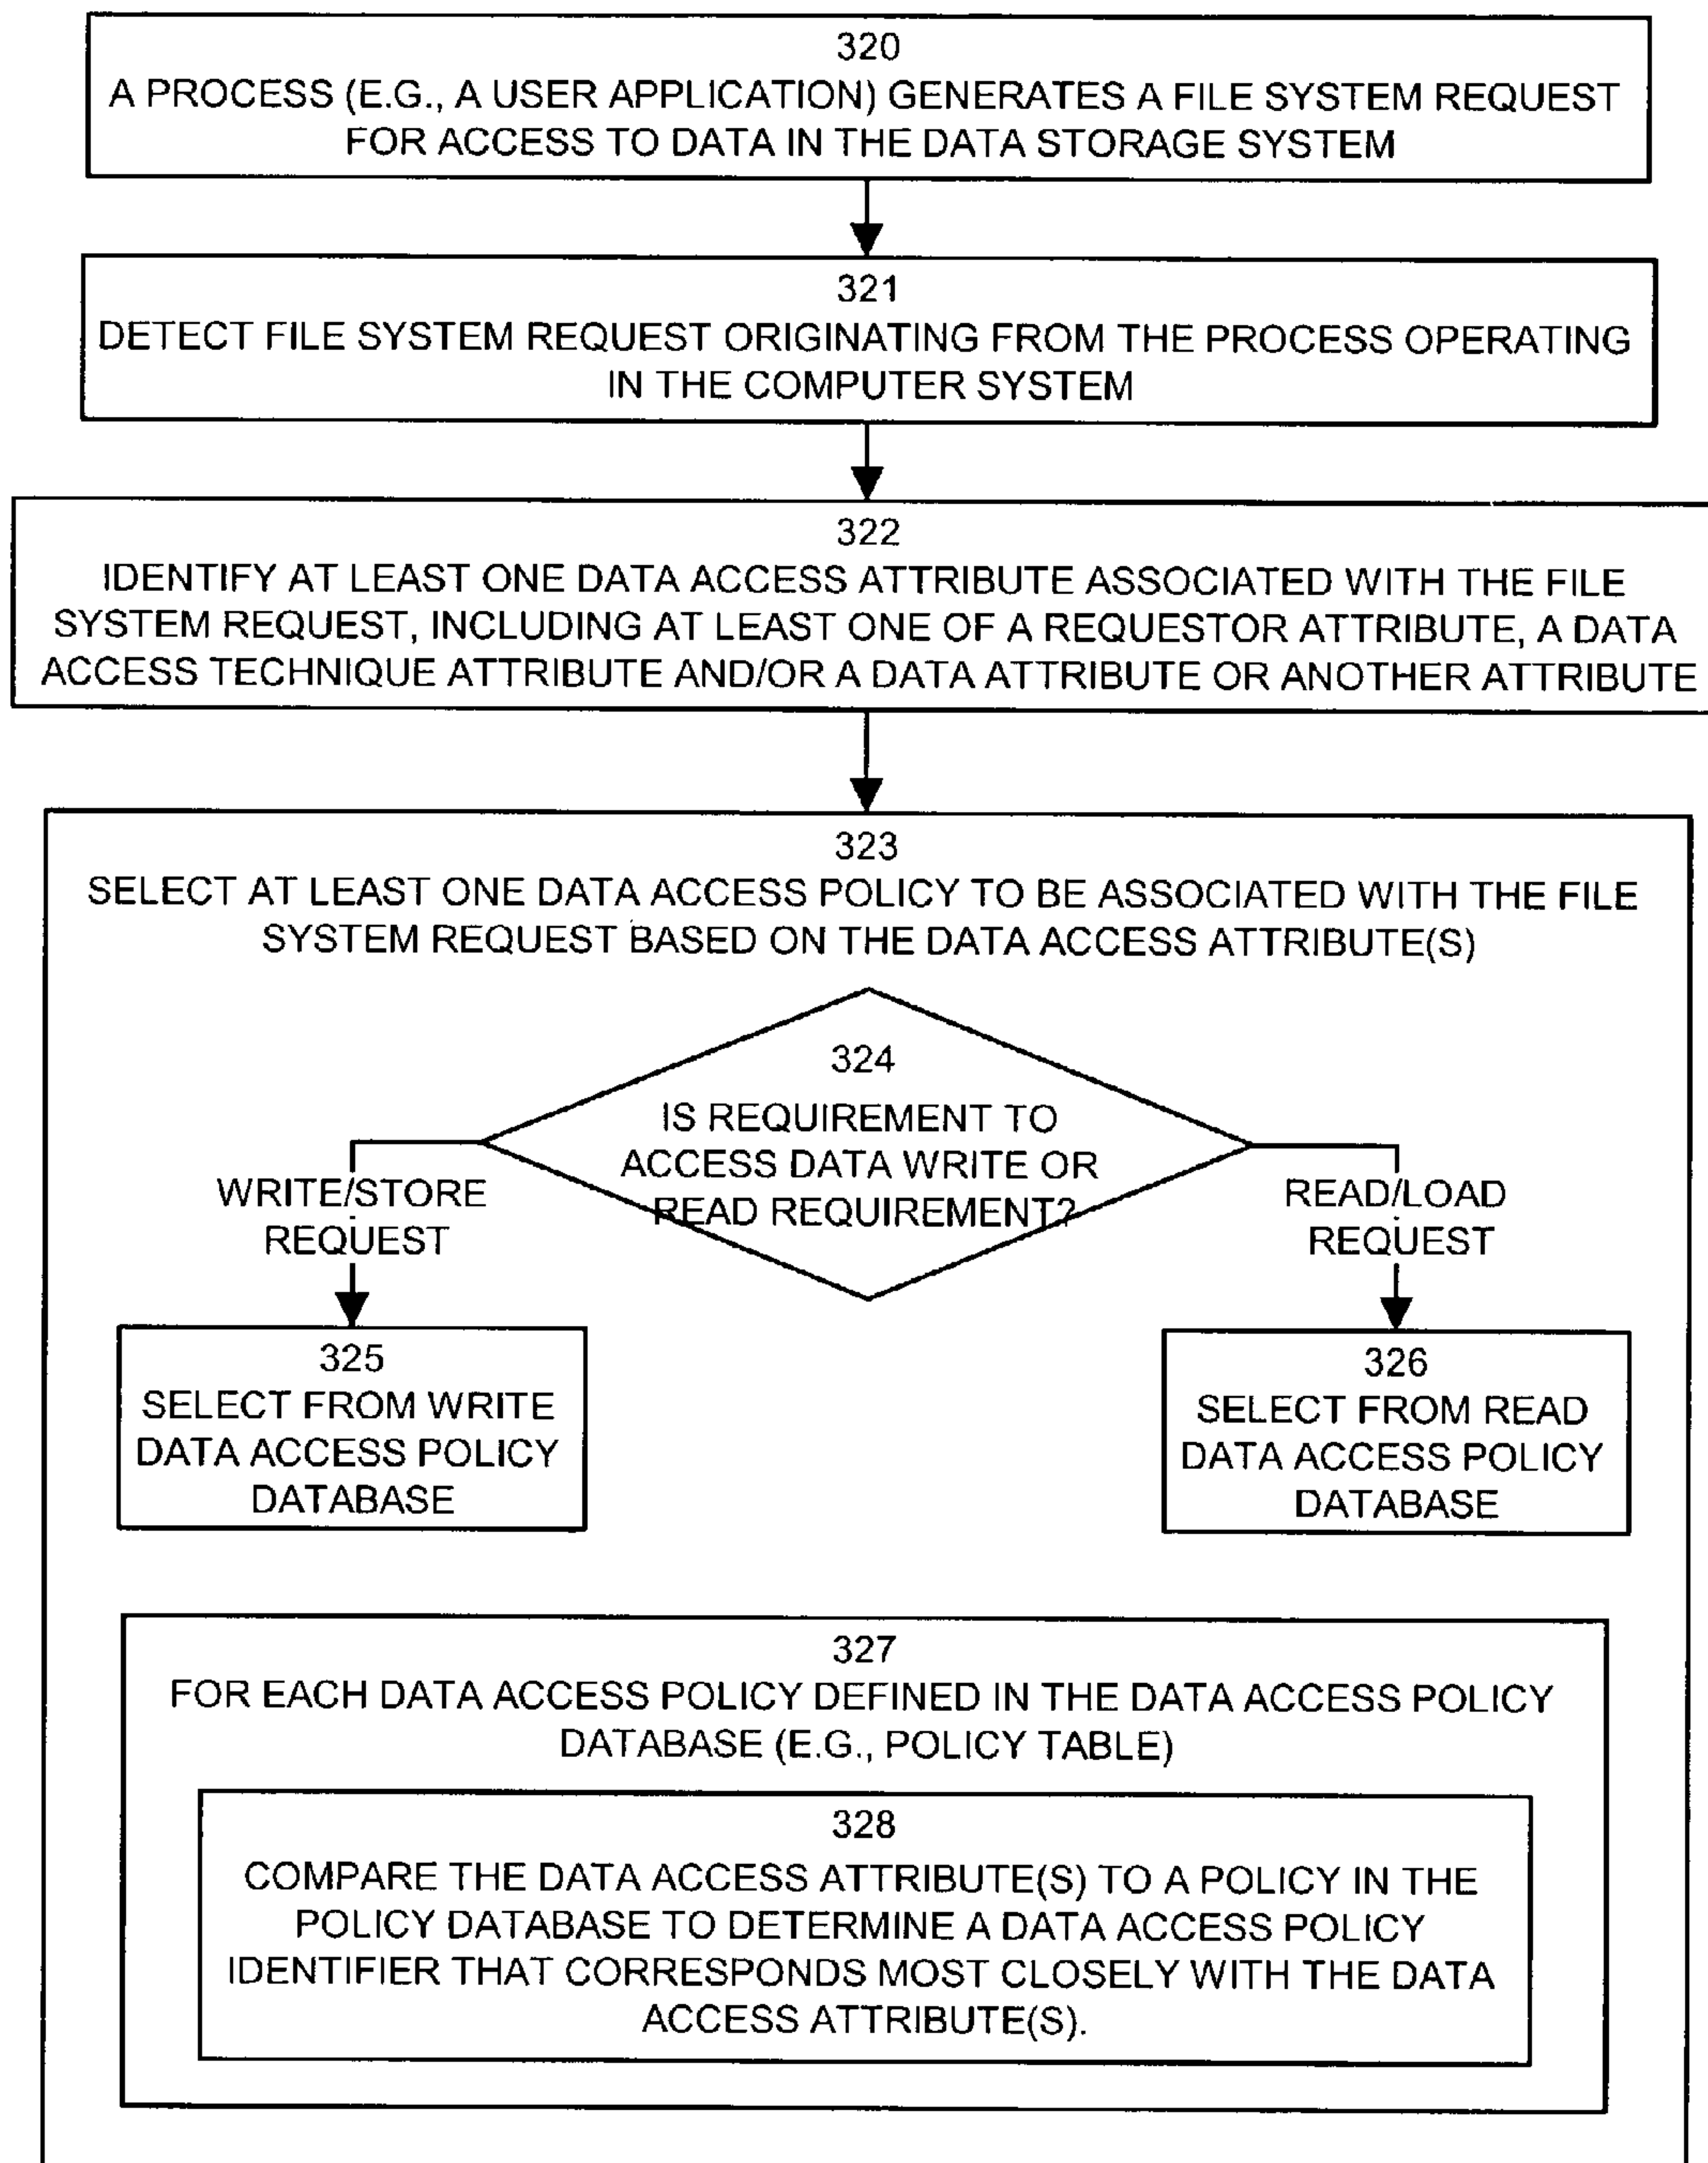 320
A PROCESS (E.G., A USER APPLICATION) GENERATES A FILE SYSTEM REQUEST
FOR ACCESS TO DATA IN THE DATA STORAGE SYSTEM
321
DETECT FILE SYSTEM REQUEST ORIGINATING FROM THE PROCESS OPERATING
IN THE COMPUTER SYSTEM
322
IDENTIFY AT LEAST ONE DATA ACCESS ATTRIBUTE ASSOCIATED WITH THE FILE
SYSTEM REQUEST, INCLUDING AT LEAST ONE OF A REQUESTOR ATTRIBUTE, A DATA
ACCESS TECHNIQUE ATTRIBUTE AND/OR A DATA ATTRIBUTE OR ANOTHER ATTRIBUTE
323
SELECT AT LEAST ONE DATA ACCESS POLICY TO BE ASSOCIATED WITH THE FILE
SYSTEM REQUEST BASED ON THE DATA ACCESS ATTRIBUTE(S)
324
IS REQUIREMENT TO
ACCESS DATA WRITE OR
READ REQUIREMENT?
WRITE/STORE
REQUEST
READ/LOAD
REQUEST
325
SELECT FROM WRITE
DATA ACCESS POLICY
DATABASE
326
SELECT FROM READ
DATA ACCESS POLICY
DATABASE
327
FOR EACH DATA ACCESS POLICY DEFINED IN THE DATA ACCESS POLICY
DATABASE (E.G., POLICY TABLE)
328
COMPARE THE DATA ACCESS ATTRIBUTE(S) TO A POLICY IN THE
POLICY DATABASE TO DETERMINE A DATA ACCESS POLICY
IDENTIFIER THAT CORRESPONDS MOST CLOSELY WITH THE DATA
ACCESS ATTRIBUTE(S).